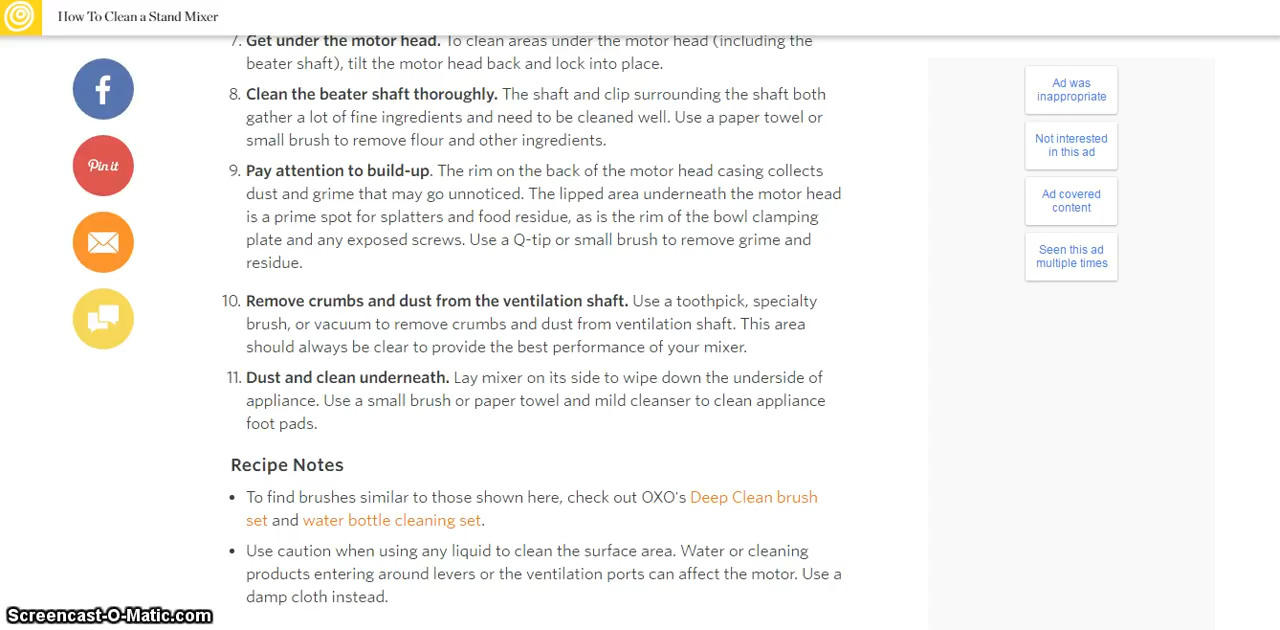 How To Clean a Stand Mixer
7. Get under the motor head. To clean areas under the motor head (including the
beater shaft), tilt the motor head back and lock into place.
8. Clean the beater shaft thoroughly. The shaft and clip surrounding the shaft both
gather a lot of fine ingredients and need to be cleaned well. Use a paper towel or
small brush to remove flour and other ingredients.
9. Pay attention to build-up. The rim on the back of the motor head casing collects
dust and grime that may go unnoticed. The lipped area underneath the motor head
is a prime spot for splatters and food residue, as is the rim of the bowl clamping
plate and any exposed screws. Use a Q-tip or small brush to remove grime and
residue.
10. Remove crumbs and dust from the ventilation shaft. Use a toothpick, specialty
brush, or vacuum to remove crumbs and dust from ventilation shaft. This area
should always be clear to provide the best performance of your mixer.
11. Dust and clean underneath. Lay mixer on its side to wipe down the underside of
appliance. Use a small brush or paper towel and mild cleanser to clean appliance
foot pads.
Recipe Notes
• To find brushes similar to those shown here, check out OXO's Deep Clean brush
set and water bottle cleaning set.
• Use caution when using any liquid to clean the surface area. Water or cleaning
products entering around levers or the ventilation ports can affect the motor. Use a
damp cloth instead.
f
Pin it
Ad was
inappropriate
Not interested
in this ad
Ad covered
content
Seen this ad
multiple times
Screencast-O-Matic.com